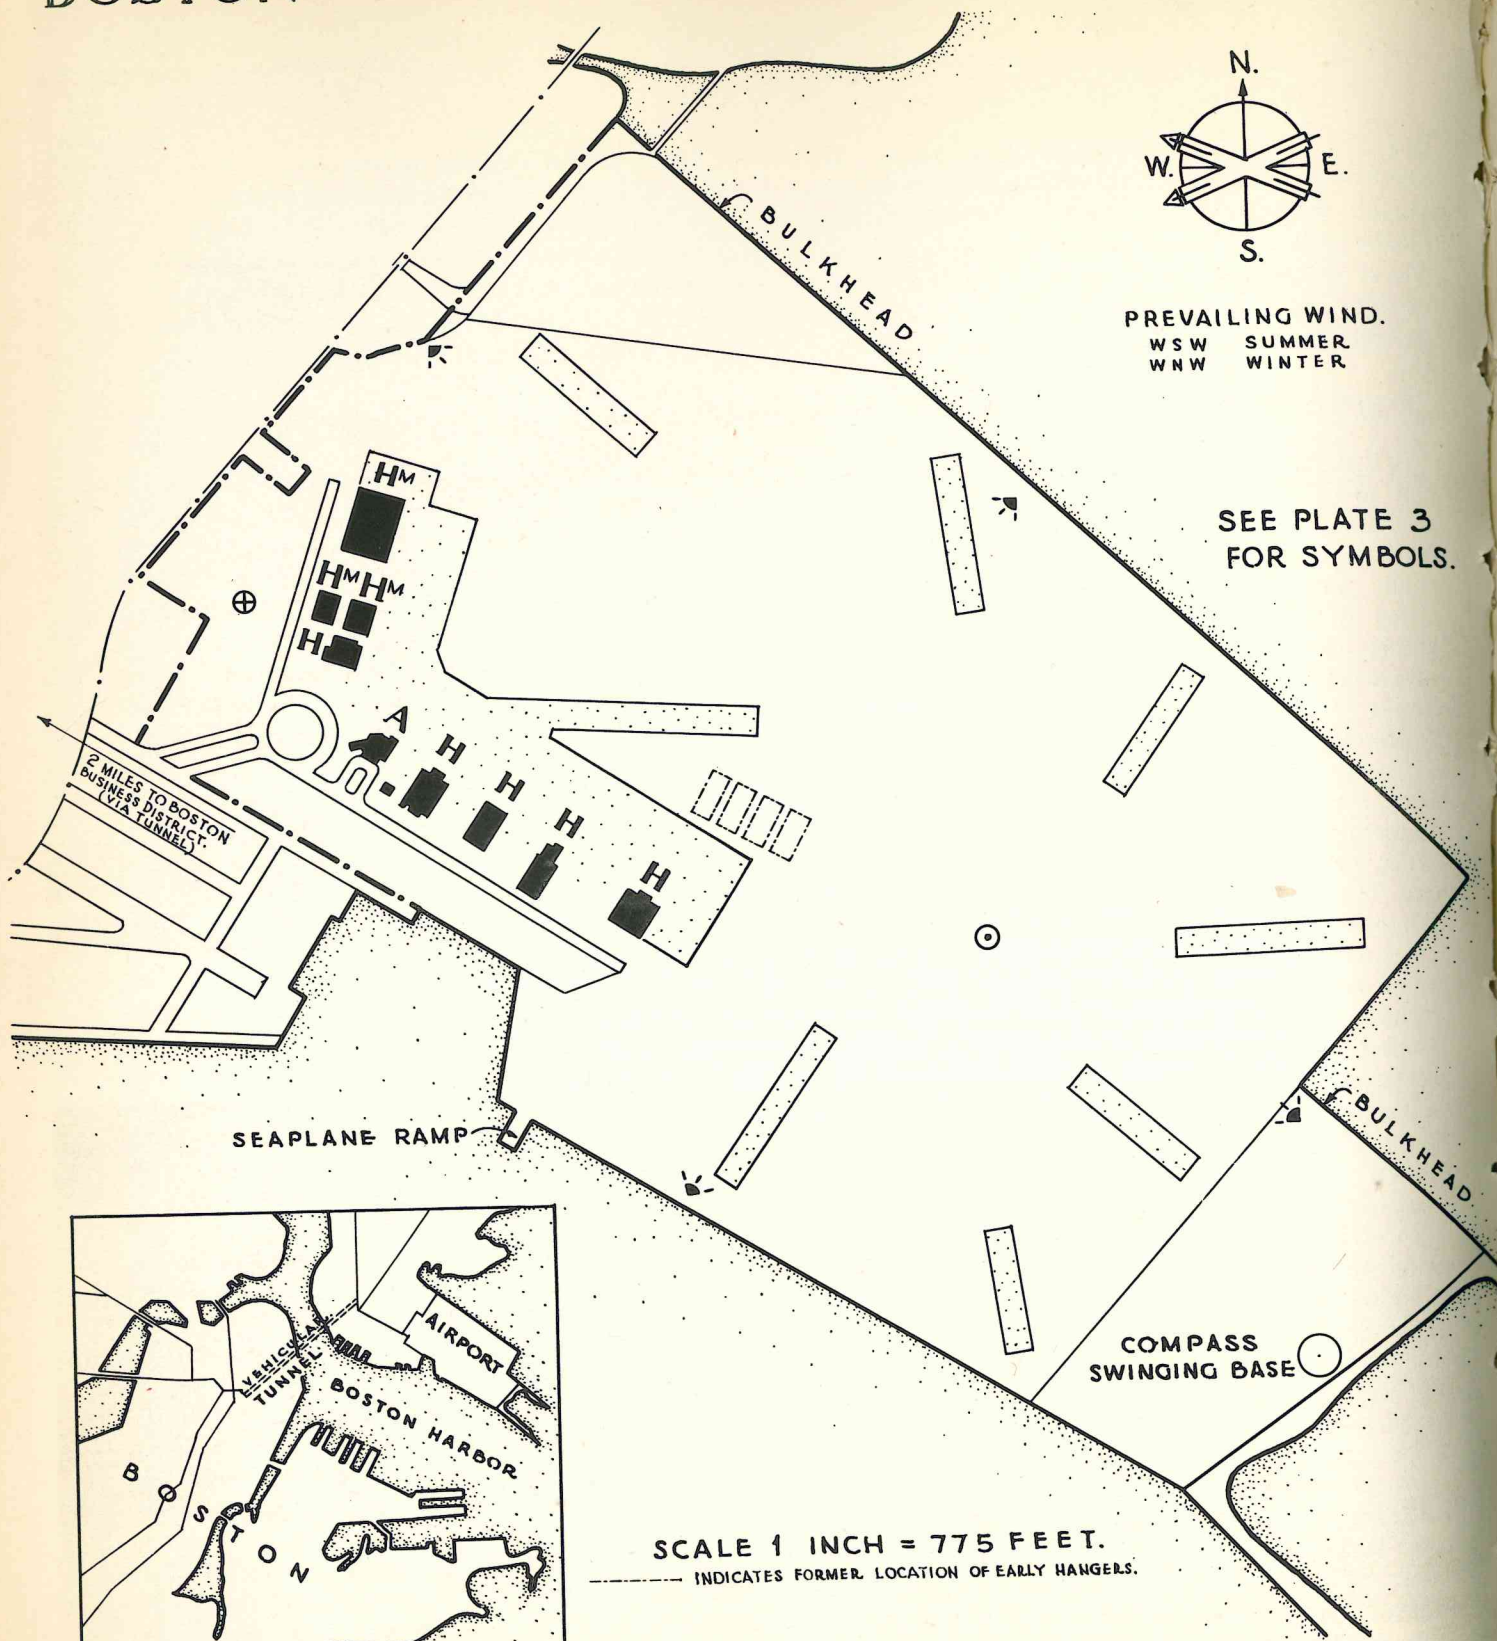 BOSTON
N.
W.
E.
S.
BULKHEAD
PREVAILING WIND.
WSW SUMMER
WNW WINTER
SEE PLATE 3
FOR SYMBOLS.
HM
HM HM
H
A
H
H
H
H
2 MILES TO BOSTON
BUSINESS DISTRICT.
(VIA TUNNEL)
SEAPLANE RAMP
BULKHEAD
COMPASS
SWINGING BASE
AIRPORT
VEHICULAR
TUNNEL
BOSTON HARBOR
BOSTON
SCALE 1 INCH = 775 FEET.
INDICATES FORMER LOCATION OF EARLY HANGERS.